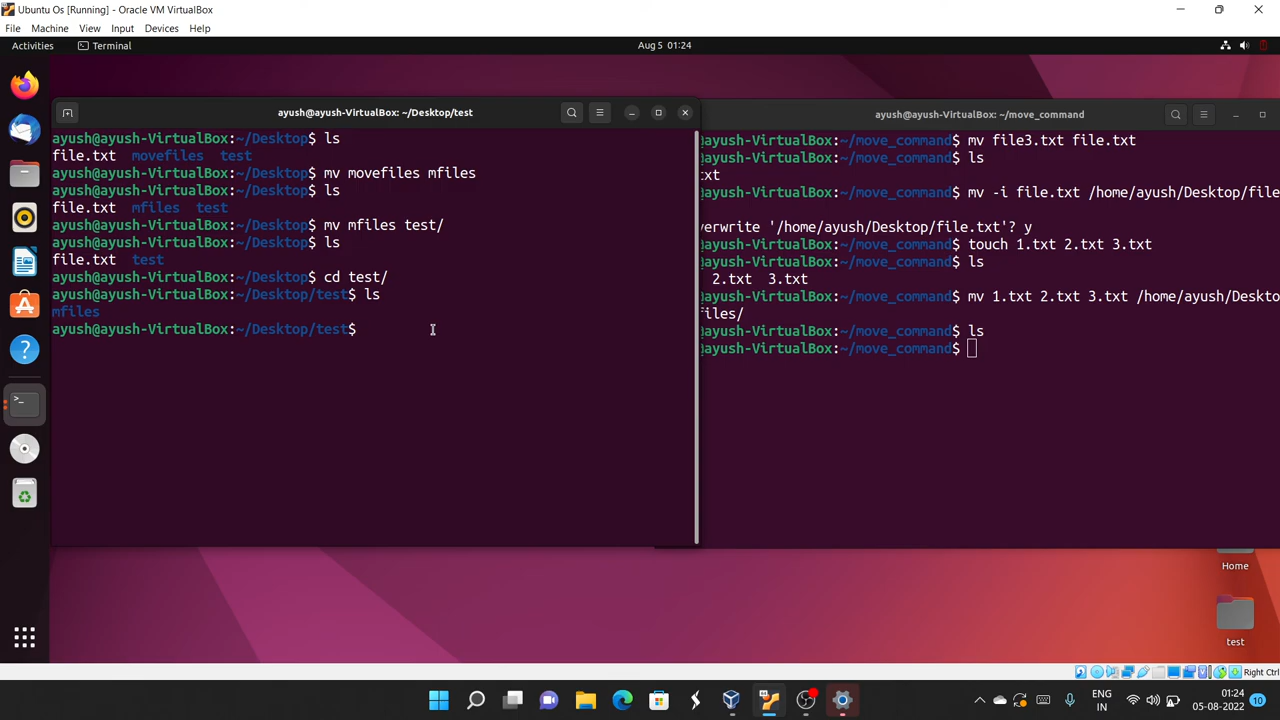 Ubuntu Os [Running] - Oracle VM VirtualBox
File Machine View Input Devices Help
Activities Terminal Aug 5 01:24
ayush@ayush-VirtualBox: ~/Desktop/test
ayush@ayush-VirtualBox:~/Desktop$ ls
file.txt movefiles test
ayush@ayush-VirtualBox:~/Desktop$ mv movefiles mfiles
ayush@ayush-VirtualBox:~/Desktop$ ls
file.txt mfiles test
ayush@ayush-VirtualBox:~/Desktop$ mv mfiles test/
ayush@ayush-VirtualBox:~/Desktop$ ls
file.txt test
ayush@ayush-VirtualBox:~/Desktop$ cd test/
ayush@ayush-VirtualBox:~/Desktop/test$ ls
mfiles
ayush@ayush-VirtualBox:~/Desktop/test$
ayush@ayush-VirtualBox: ~/move_command
@ayush-VirtualBox:~/move_command$ mv file3.txt file.txt
@ayush-VirtualBox:~/move_command$ ls
txt
@ayush-VirtualBox:~/move_command$ mv -i file.txt /home/ayush/Desktop/file
verwrite '/home/ayush/Desktop/file.txt'? y
@ayush-VirtualBox:~/move_command$ touch 1.txt 2.txt 3.txt
@ayush-VirtualBox:~/move_command$ ls
2.txt 3.txt
@ayush-VirtualBox:~/move_command$ mv 1.txt 2.txt 3.txt /home/ayush/Deskto
files/
@ayush-VirtualBox:~/move_command$ ls
@ayush-VirtualBox:~/move_command$
Home
test
Right Ctrl
ENG
IN
01:24
05-08-2022
10